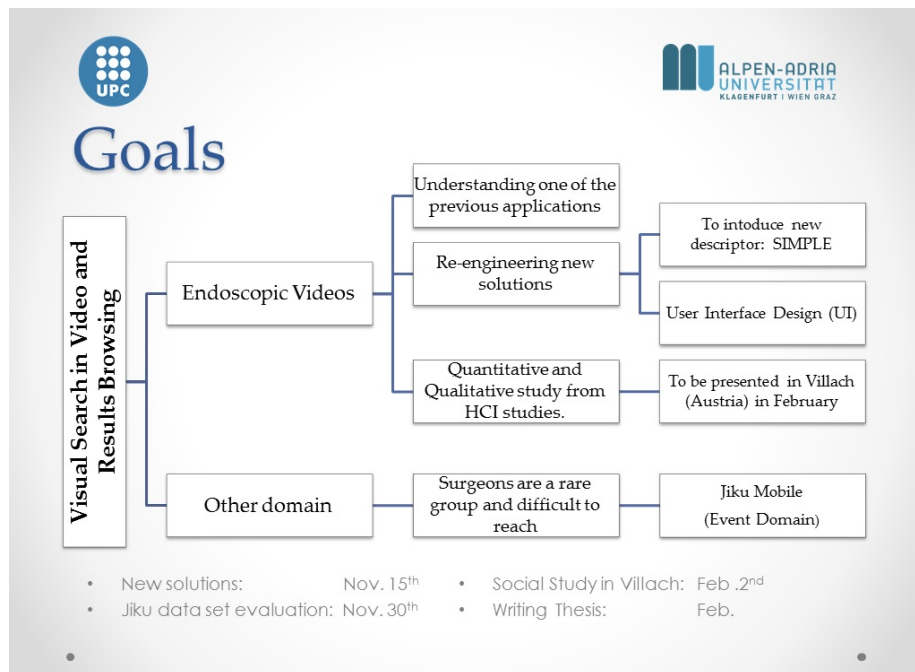 UPC
ALPEN-ADRIA
UNIVERSITÄT
KLAGENFURT I WIEN GRAZ
Goals
Visual Search in Video and
Results Browsing
Endoscopic Videos
Understanding one of the
previous applications
Re-engineering new
solutions
To intoduce new
descriptor: SIMPLE
User Interface Design (UI)
Quantitative and
Qualitative study from
HCI studies.
To be presented in Villach
(Austria) in February
Other domain
Surgeons are a rare
group and difficult to
reach
Jiku Mobile
(Event Domain)
• New solutions: Nov. 15th
• Jiku data set evaluation: Nov. 30th
• Social Study in Villach: Feb .2nd
• Writing Thesis: Feb.